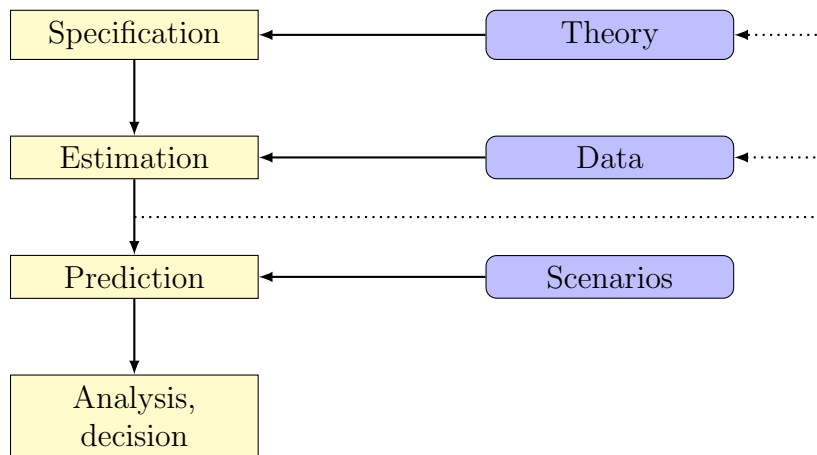 Specification
Theory
Estimation
Data
Prediction
Scenarios
Analysis,
decision